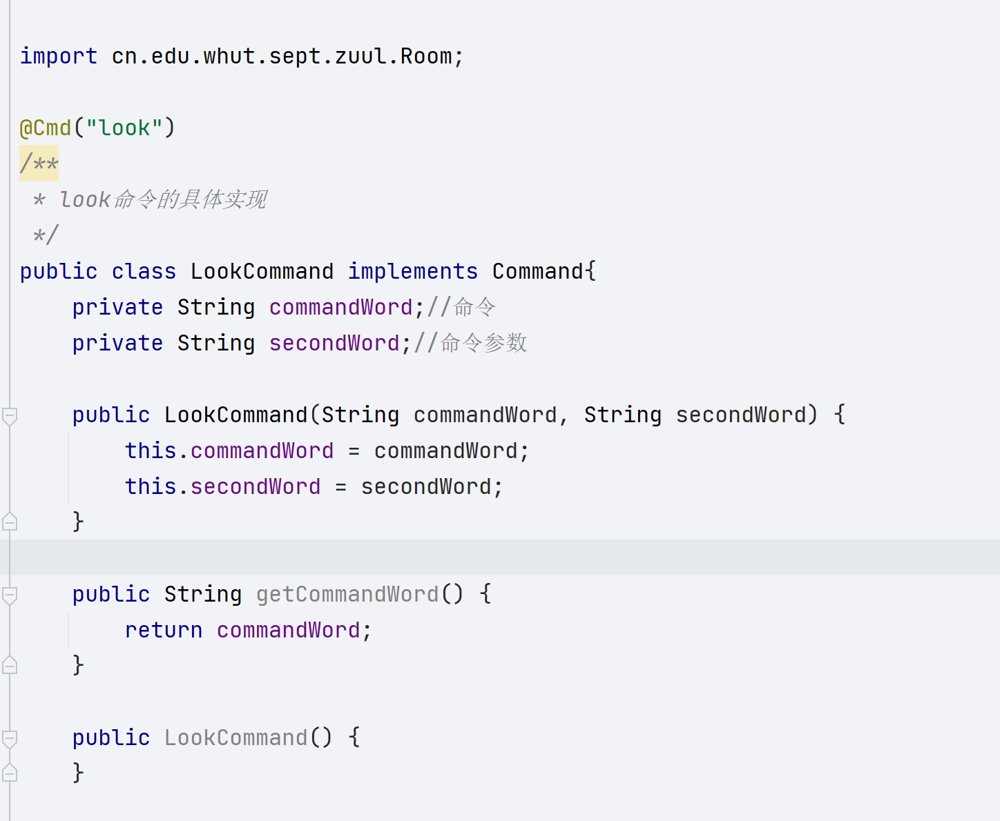 import cn.edu.whut.sept.zuul.Room;
@Cmd("look")
/**
 * look命令的具体实现
 */
public class LookCommand implements Command{
    private String commandWord;//命令
    private String secondWord;//命令参数
    public LookCommand(String commandWord, String secondWord) {
        this.commandWord = commandWord;
        this.secondWord = secondWord;
    }
    public String getCommandWord() {
        return commandWord;
    }
    public LookCommand() {
    }